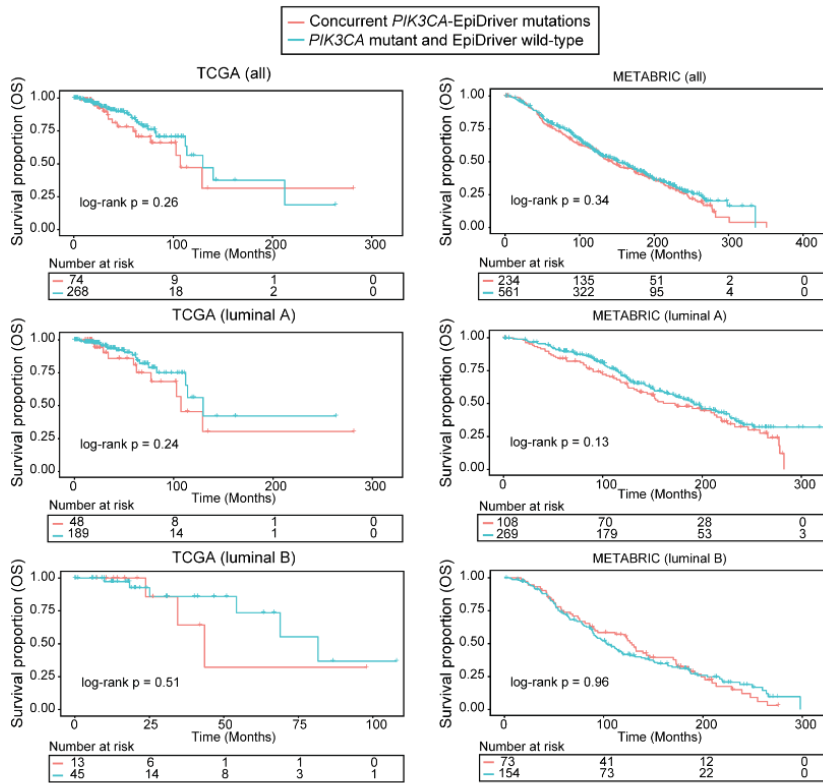 Concurrent PIK3CA-EpiDriver mutations
PIK3CA mutant and EpiDriver wild-type
TCGA (all)
Survival proportion (OS)
1.00
0.75
0.50
0.25
0.00
log-rank p = 0.26
0 100 200 300
Time (Months)
Number at risk
74 9 1 0
268 18 2 0
METABRIC (all)
Survival proportion (OS)
1.00
0.75
0.50
0.25
0.00
log-rank p = 0.34
0 100 200 300 400
Time (Months)
Number at risk
234 135 51 2 0
561 322 95 4 0
TCGA (luminal A)
Survival proportion (OS)
1.00
0.75
0.50
0.25
0.00
log-rank p = 0.24
0 100 200 300
Time (Months)
Number at risk
48 8 1 0
189 14 1 0
METABRIC (luminal A)
Survival proportion (OS)
1.00
0.75
0.50
0.25
0.00
log-rank p = 0.13
0 100 200 300
Time (Months)
Number at risk
108 70 28 0
269 179 53 3
TCGA (luminal B)
Survival proportion (OS)
1.00
0.75
0.50
0.25
0.00
log-rank p = 0.51
0 25 50 75 100
Time (Months)
Number at risk
13 6 1 1 0
45 14 8 3 1
METABRIC (luminal B)
Survival proportion (OS)
1.00
0.75
0.50
0.25
0.00
log-rank p = 0.96
0 100 200 300
Time (Months)
Number at risk
73 41 12 0
154 73 22 0